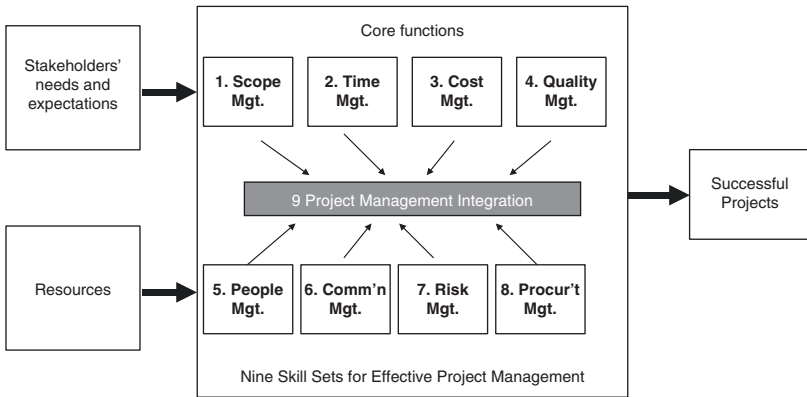 Stakeholders'
needs and
expectations
Resources
Core functions
1. Scope
Mgt.
2. Time
Mgt.
3. Cost
Mgt.
4. Quality
Mgt.
9 Project Management Integration
5. People
Mgt.
6. Comm'n
Mgt.
7. Risk
Mgt.
8. Procur't
Mgt.
Nine Skill Sets for Effective Project Management
Successful
Projects